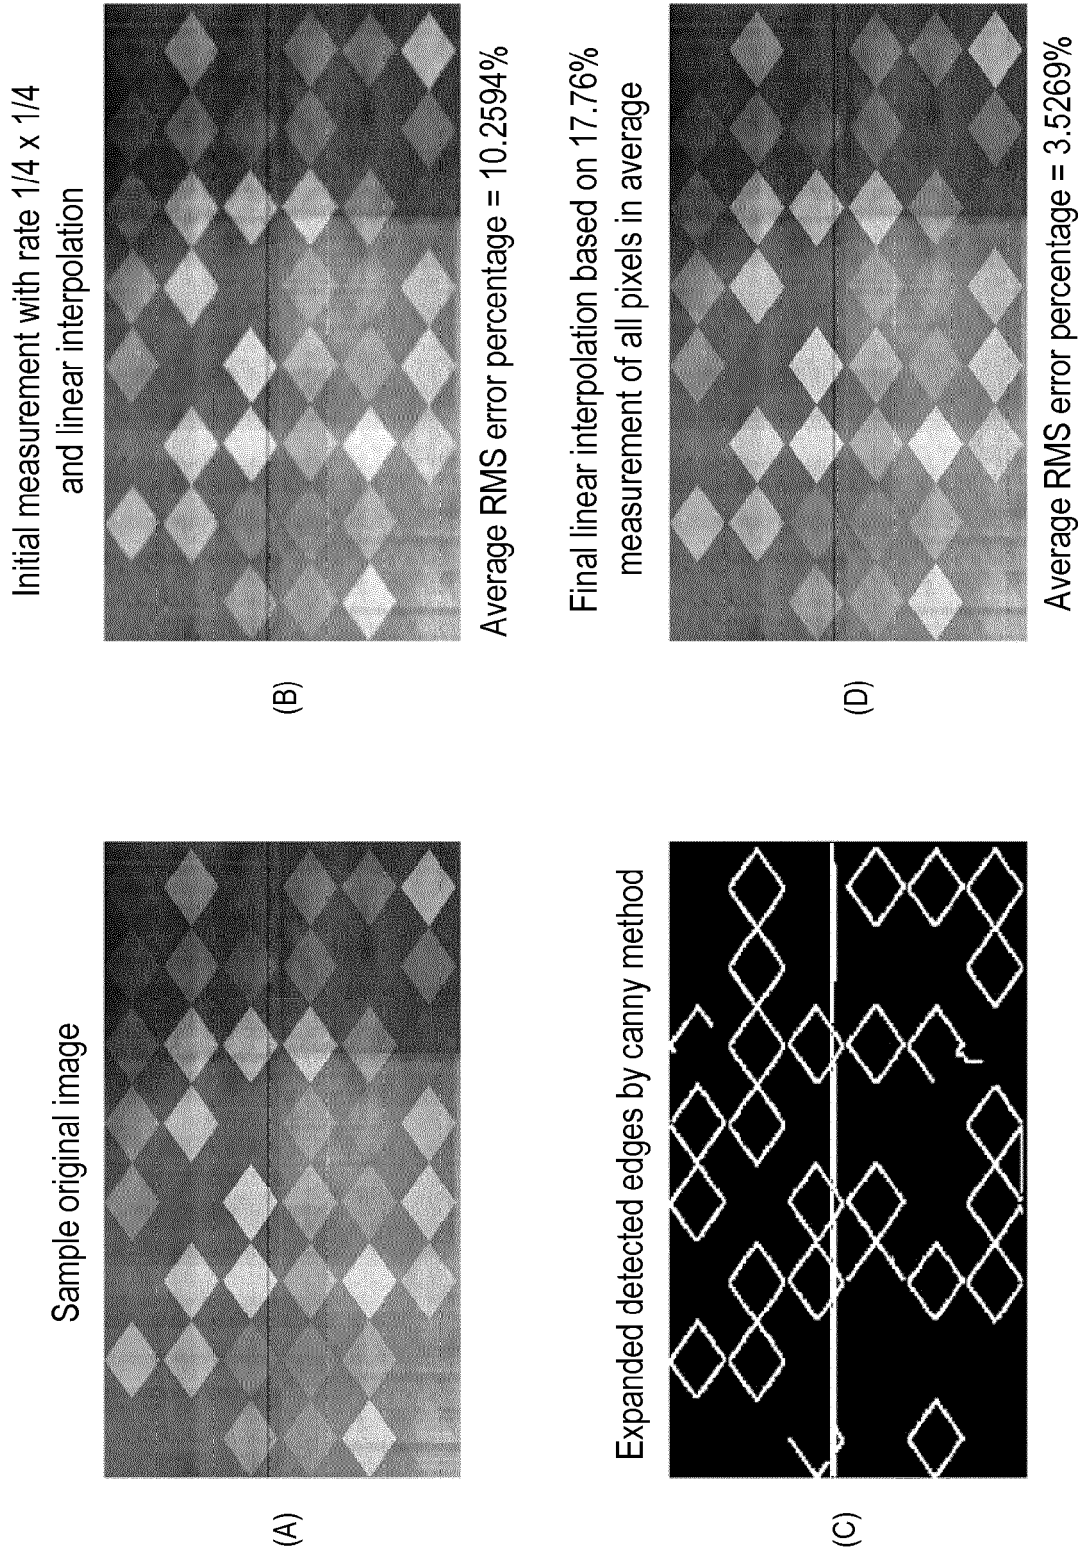 Sample original image
(A)
Initial measurement with rate 1/4 x 1/4
and linear interpolation
(B)
Average RMS error percentage = 10.2594%
Expanded detected edges by canny method
(C)
Final linear interpolation based on 17.76%
measurement of all pixels in average
(D)
Average RMS error percentage = 3.5269%